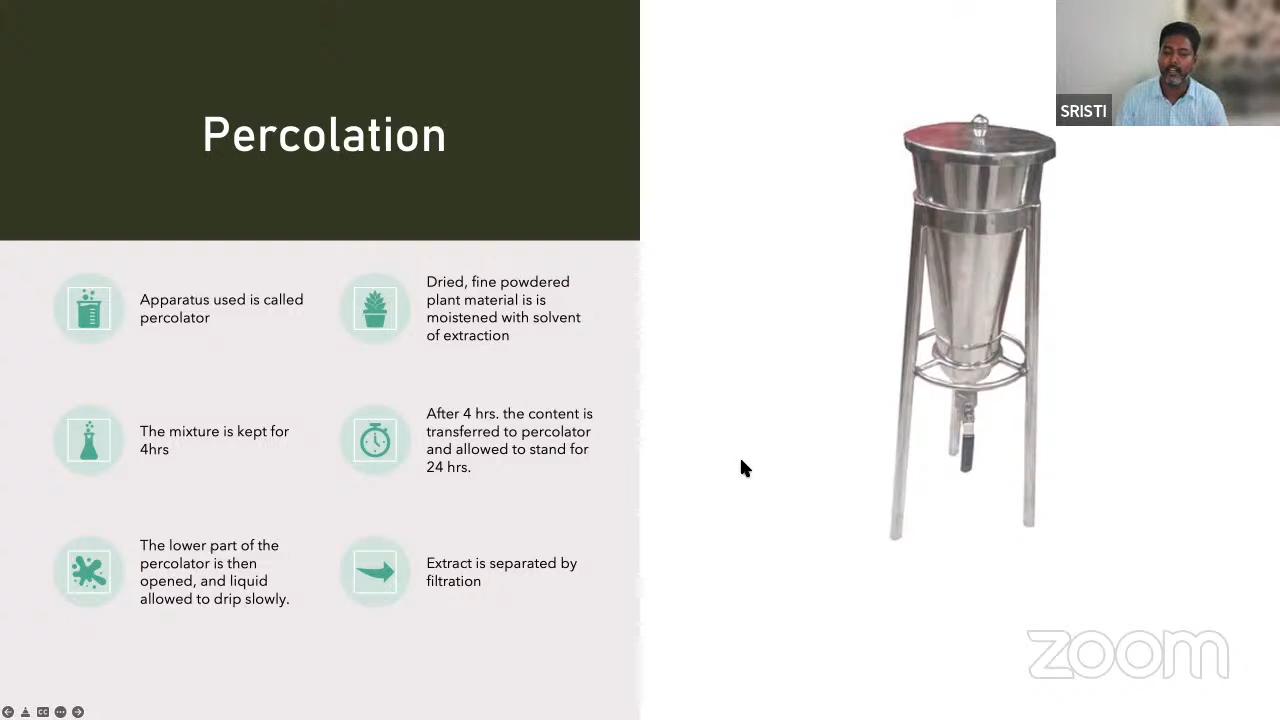 Percolation
SRISTI
Apparatus used is called
percolator
Dried, fine powdered
plant material is is
moistened with solvent
of extraction
The mixture is kept for
4hrs
After 4 hrs. the content is
transferred to percolator
and allowed to stand for
24 hrs.
The lower part of the
percolator is then
opened, and liquid
allowed to drip slowly.
Extract is separated by
filtration
zoom
CC